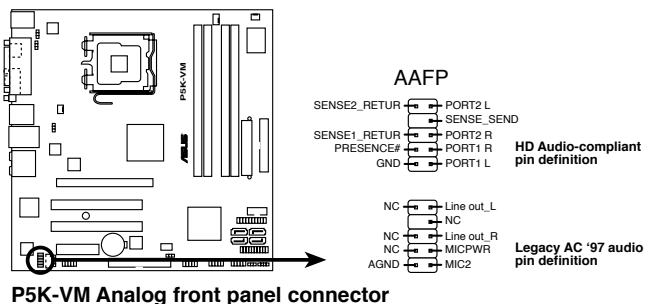 P5K-VM
ASUS
AAFP
SENSE2_RETUR
PORT2 L
SENSE_SEND
SENSE1_RETUR
PORT2 R
PRESENCE#
PORT1 R
GND
PORT1 L
HD Audio-compliant
pin definition
NC
Line out_L
NC
NC
Line out_R
NC
MICPWR
AGND
MIC2
Legacy AC ‘97 audio
pin definition
P5K-VM Analog front panel connector